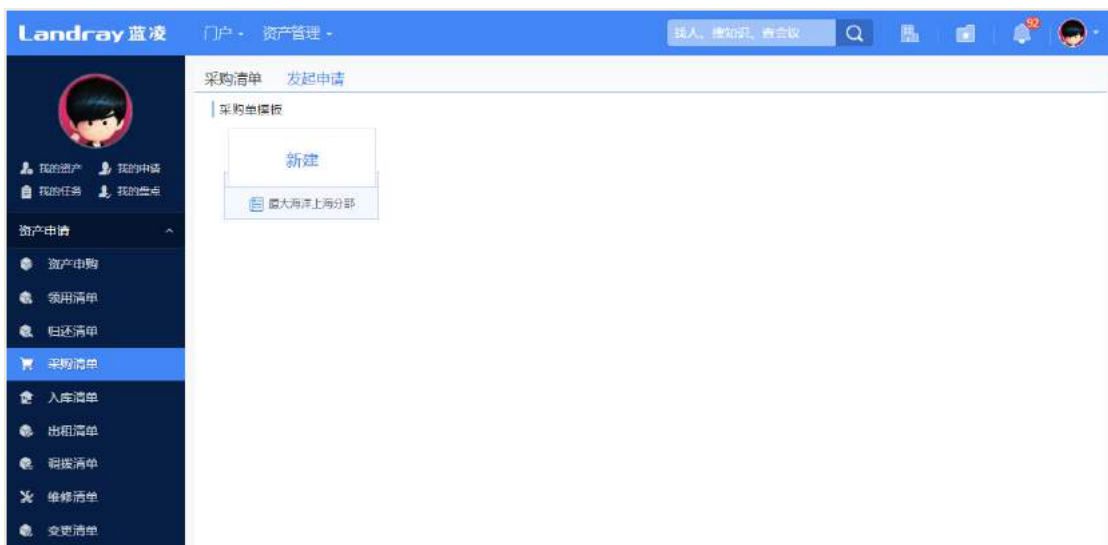 Landray 蓝凌 门户 资产管理 找人、搜知识、查会议 92
采购清单 发起申请
采购单模板
新建
厦大海洋上海分部
我的资产 我的申请
我的任务 我的盘点
资产申请
资产申购
领用清单
归还清单
采购清单
入库清单
出租清单
调拨清单
维修清单
变更清单